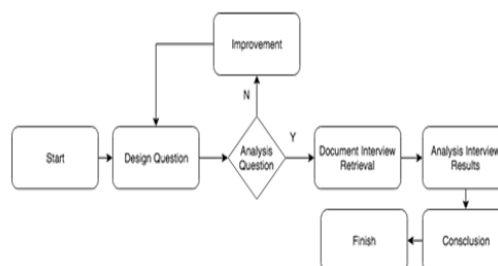 Improvement
N
Start
Design Question
Analysis
Question
Y
Document Interview
Retrieval
Analysis Interview
Results
Finish
Consclusion